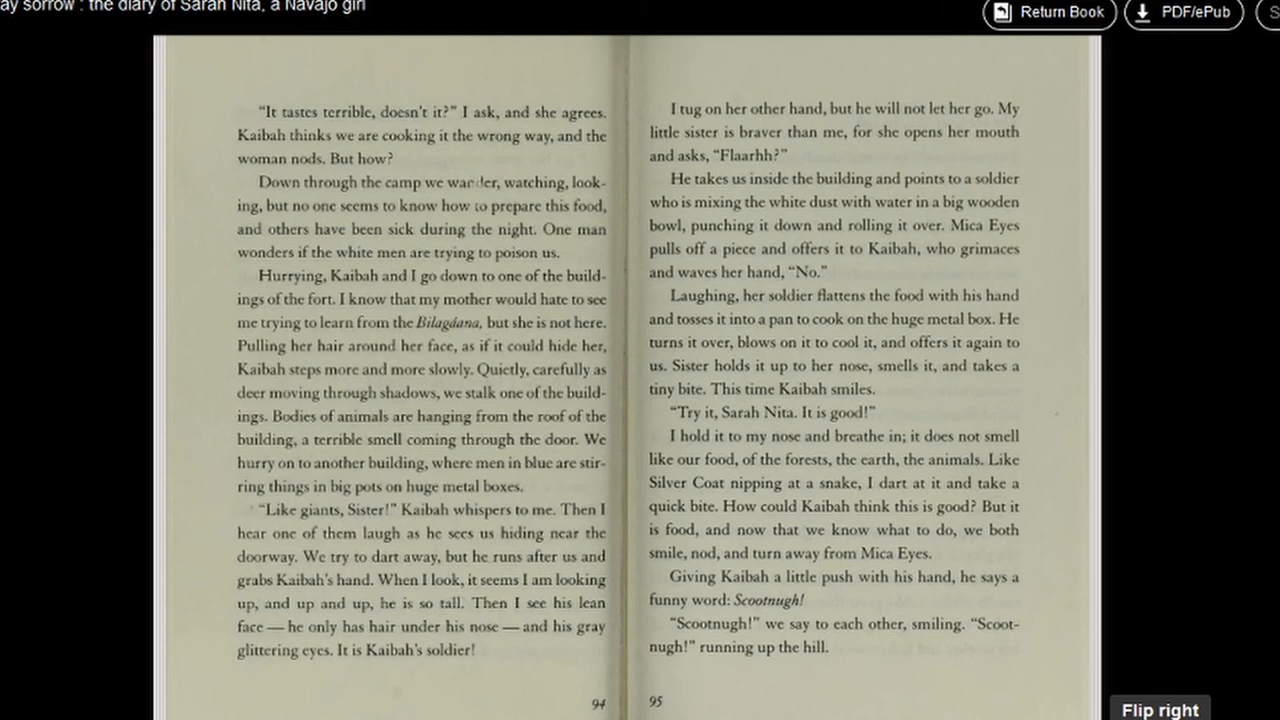 ay sorrow : the diary of Sarah Nita, a Navajo girl
Return Book
PDF/ePub
S
“It tastes terrible, doesn’t it?” I ask, and she agrees.
Kaibah thinks we are cooking it the wrong way, and the
woman nods. But how?
Down through the camp we wander, watching, look-
ing, but no one seems to know how to prepare this food,
and others have been sick during the night. One man
wonders if the white men are trying to poison us.
Hurrying, Kaibah and I go down to one of the build-
ings of the fort. I know that my mother would hate to see
me trying to learn from the Bilagáana, but she is not here.
Pulling her hair around her face, as if it could hide her,
Kaibah steps more and more slowly. Quietly, carefully as
deer moving through shadows, we stalk one of the build-
ings. Bodies of animals are hanging from the roof of the
building, a terrible smell coming through the door. We
hurry on to another building, where men in blue are stir-
ring things in big pots on huge metal boxes.
“Like giants, Sister!” Kaibah whispers to me. Then I
hear one of them laugh as he sees us hiding near the
doorway. We try to dart away, but he runs after us and
grabs Kaibah’s hand. When I look, it seems I am looking
up, and up and up, he is so tall. Then I see his lean
face — he only has hair under his nose — and his gray
glittering eyes. It is Kaibah’s soldier!
94
I tug on her other hand, but he will not let her go. My
little sister is braver than me, for she opens her mouth
and asks, “Flaarhh?”
He takes us inside the building and points to a soldier
who is mixing the white dust with water in a big wooden
bowl, punching it down and rolling it over. Mica Eyes
pulls off a piece and offers it to Kaibah, who grimaces
and waves her hand, “No.”
Laughing, her soldier flattens the food with his hand
and tosses it into a pan to cook on the huge metal box. He
turns it over, blows on it to cool it, and offers it again to
us. Sister holds it up to her nose, smells it, and takes a
tiny bite. This time Kaibah smiles.
“Try it, Sarah Nita. It is good!”
I hold it to my nose and breathe in; it does not smell
like our food, of the forests, the earth, the animals. Like
Silver Coat nipping at a snake, I dart at it and take a
quick bite. How could Kaibah think this is good? But it
is food, and now that we know what to do, we both
smile, nod, and turn away from Mica Eyes.
Giving Kaibah a little push with his hand, he says a
funny word: Scootnugh!
“Scootnugh!” we say to each other, smiling. “Scoot-
nugh!” running up the hill.
95
Flip right